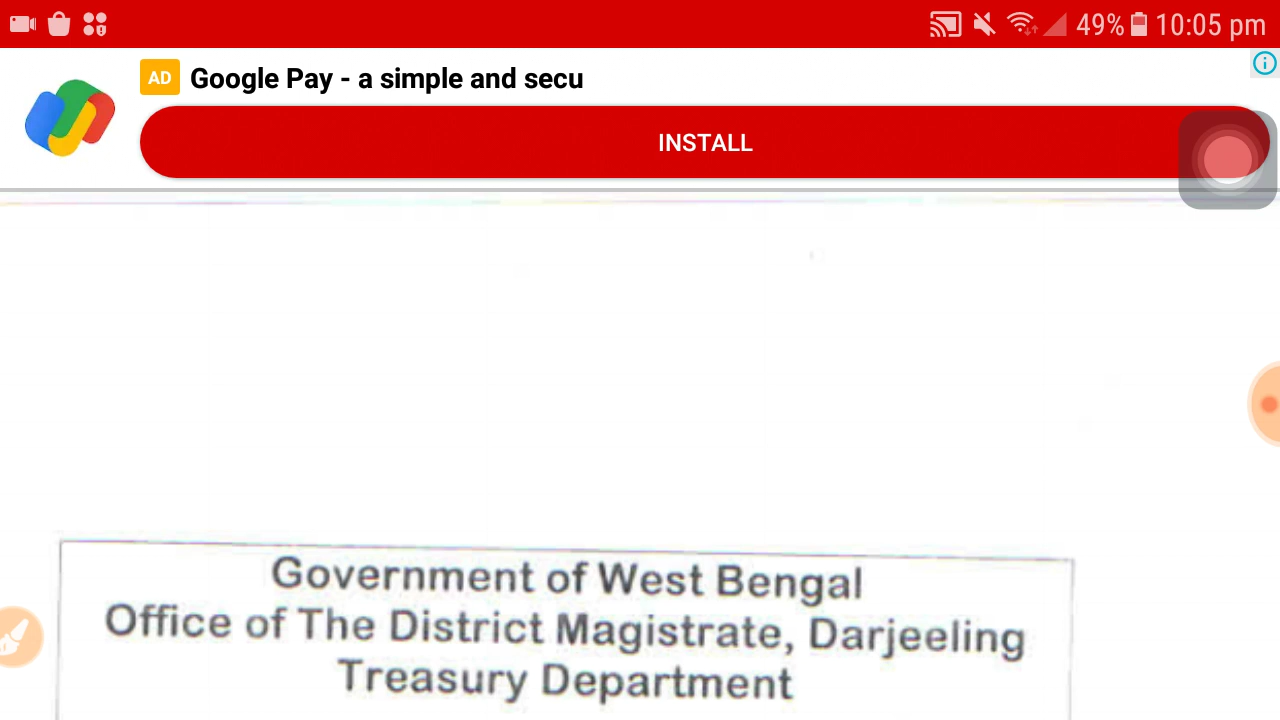 49% 10:05 pm
AD Google Pay - a simple and secu
INSTALL
Government of West Bengal
Office of The District Magistrate, Darjeeling
Treasury Department